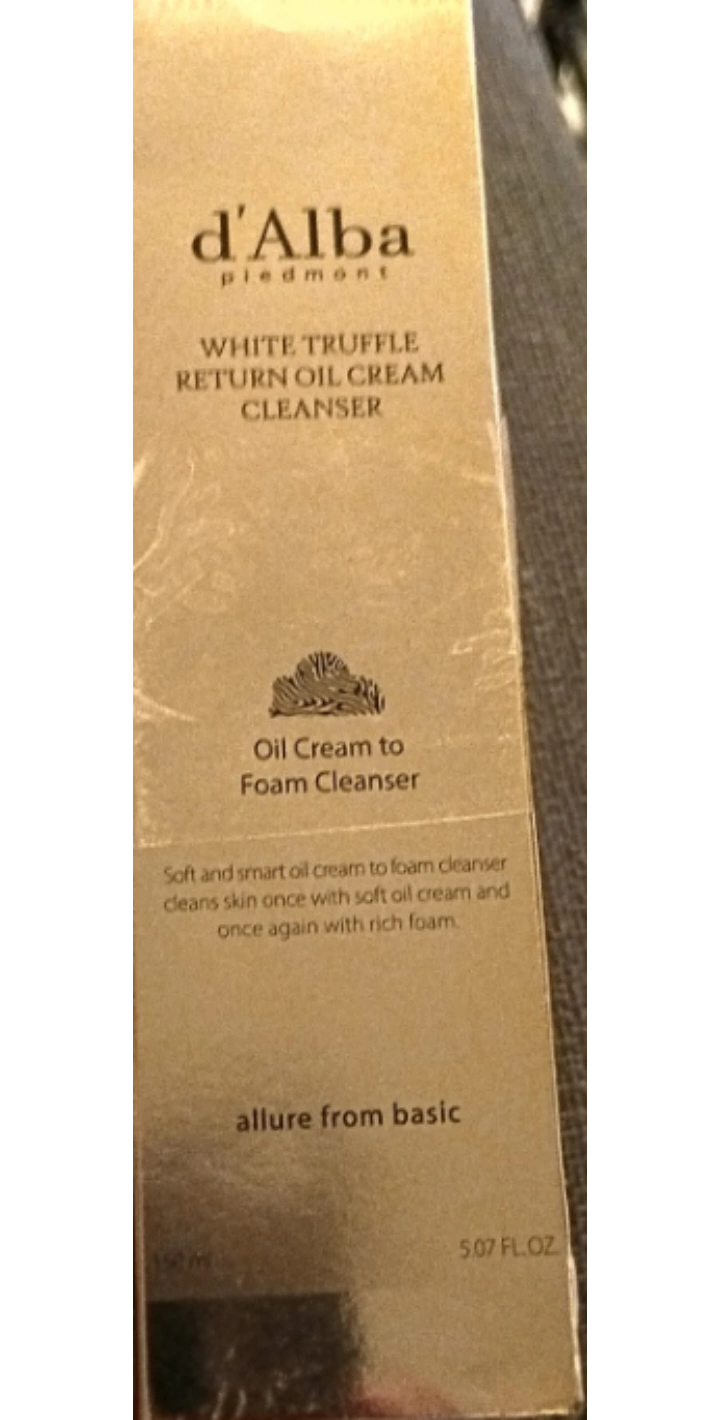 d'Alba
piedmont
WHITE TRUFFLE
RETURN OIL CREAM
CLEANSER
Oil Cream to
Foam Cleanser
Soft and smart oil cream to foam cleanser
cleans skin once with soft oil cream and
once again with rich foam.
allure from basic
150 ml
5.07 FL.OZ.